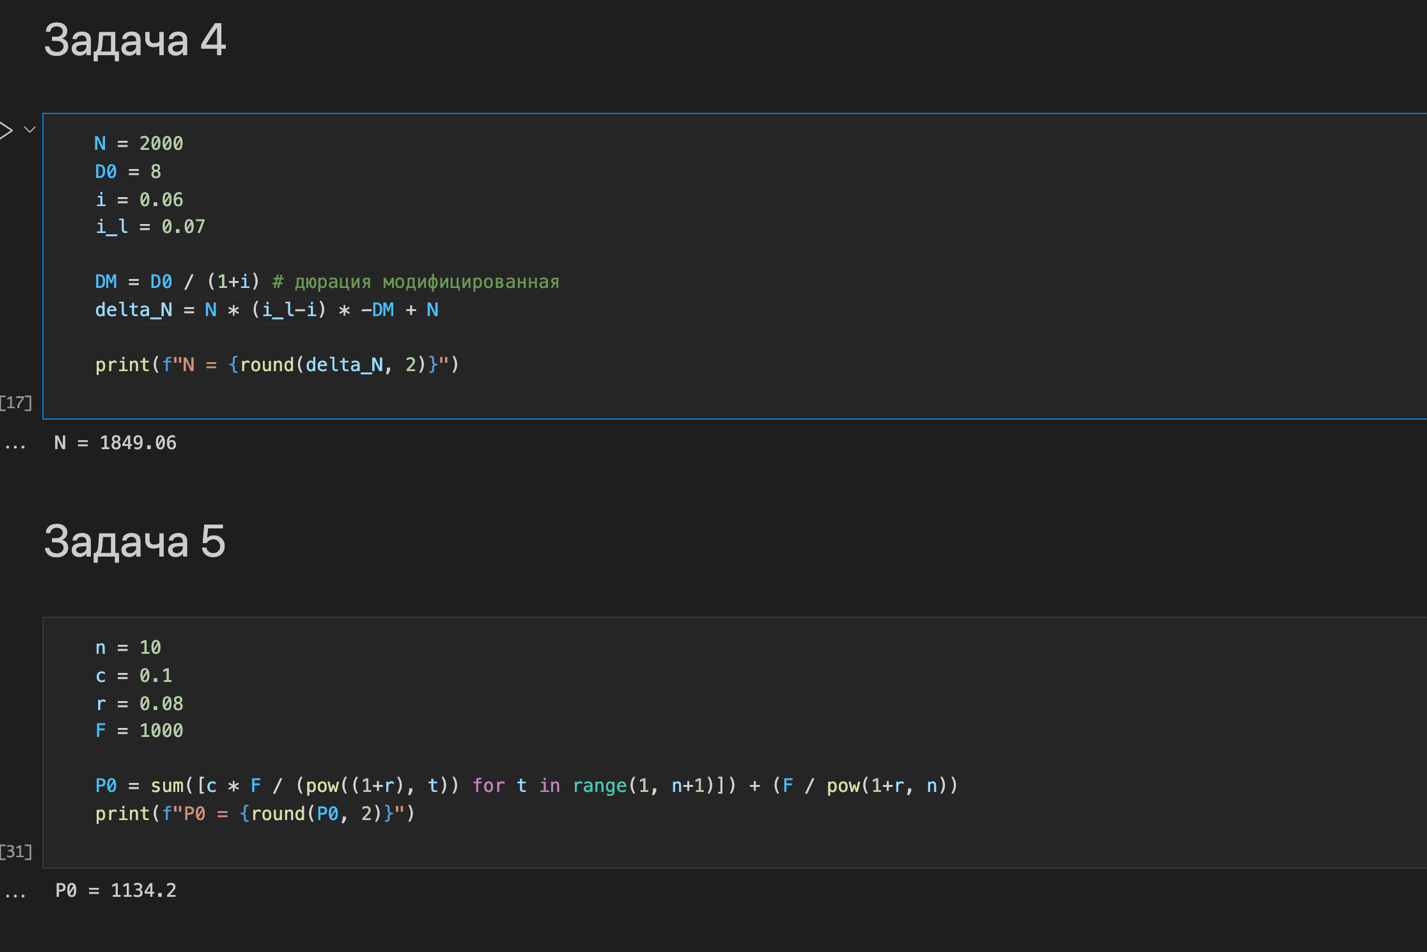 Задача 4
N = 2000
D0 = 8
i = 0.06
i_l = 0.07
DM = D0 / (1+i) # дюрация модифицированная
delta_N = N * (i_l-i) * -DM + N
print(f"N = {round(delta_N, 2)}")
[17]
... N = 1849.06
Задача 5
n = 10
c = 0.1
r = 0.08
F = 1000
P0 = sum([c * F / (pow((1+r), t)) for t in range(1, n+1)]) + (F / pow(1+r, n))
print(f"P0 = {round(P0, 2)}")
[31]
... P0 = 1134.2